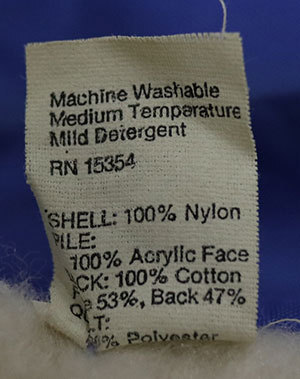 Machine Washable
Medium Temperature
Mild Detergent
RN 15354
SHELL: 100% Nylon
PILE:
100% Acrylic Face
ACK: 100% Cotton
53%, Back 47%
T:
% Polyester